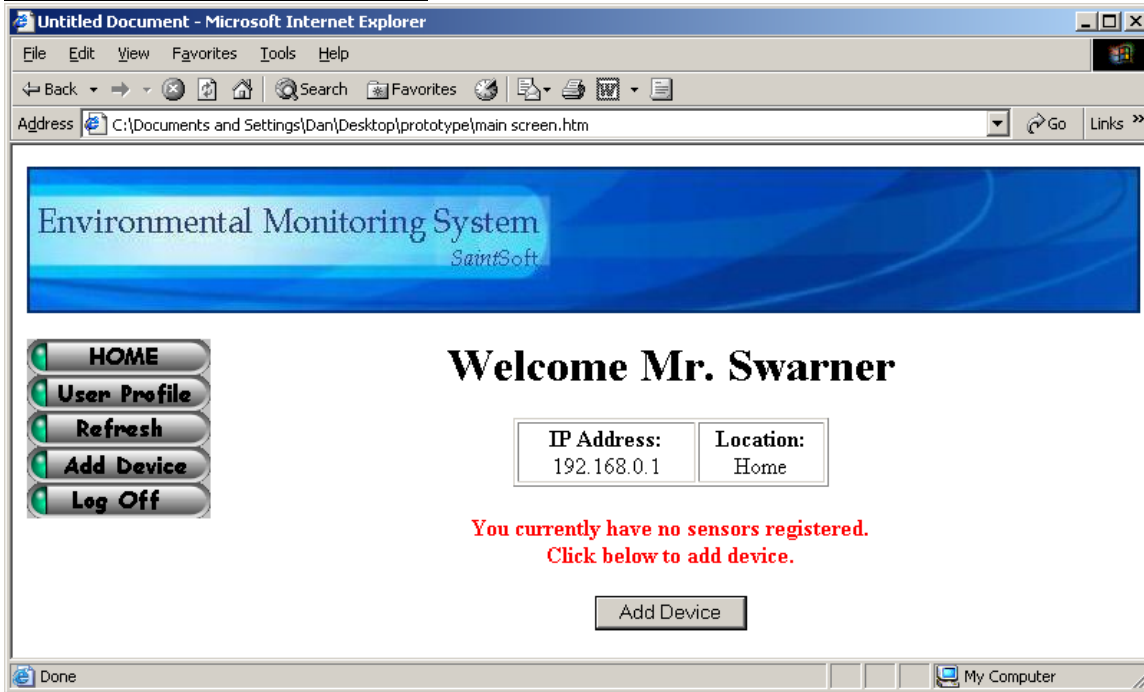 Untitled Document - Microsoft Internet Explorer
File Edit View Favorites Tools Help
Back Search Favorites
Address C:\Documents and Settings\Dan\Desktop\prototype\main screen.htm Go Links »
Environmental Monitoring System
SaintSoft
HOME
User Profile
Refresh
Add Device
Log Off
Welcome Mr. Swarner
IP Address: Location:
192.168.0.1 Home
You currently have no sensors registered.
Click below to add device.
Add Device
Done My Computer